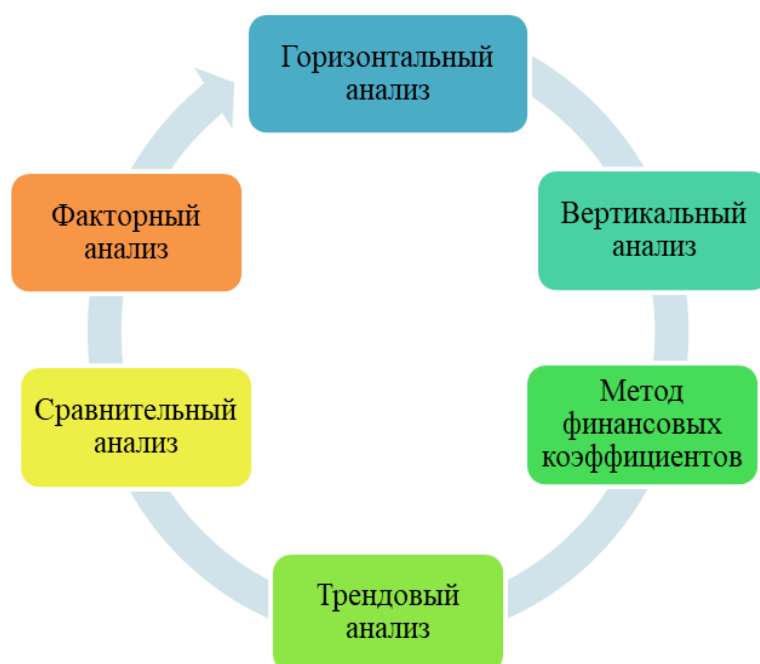 Горизонтальный
анализ
Вертикальный
анализ
Метод
финансовых
коэффициентов
Трендовый
анализ
Сравнительный
анализ
Факторный
анализ